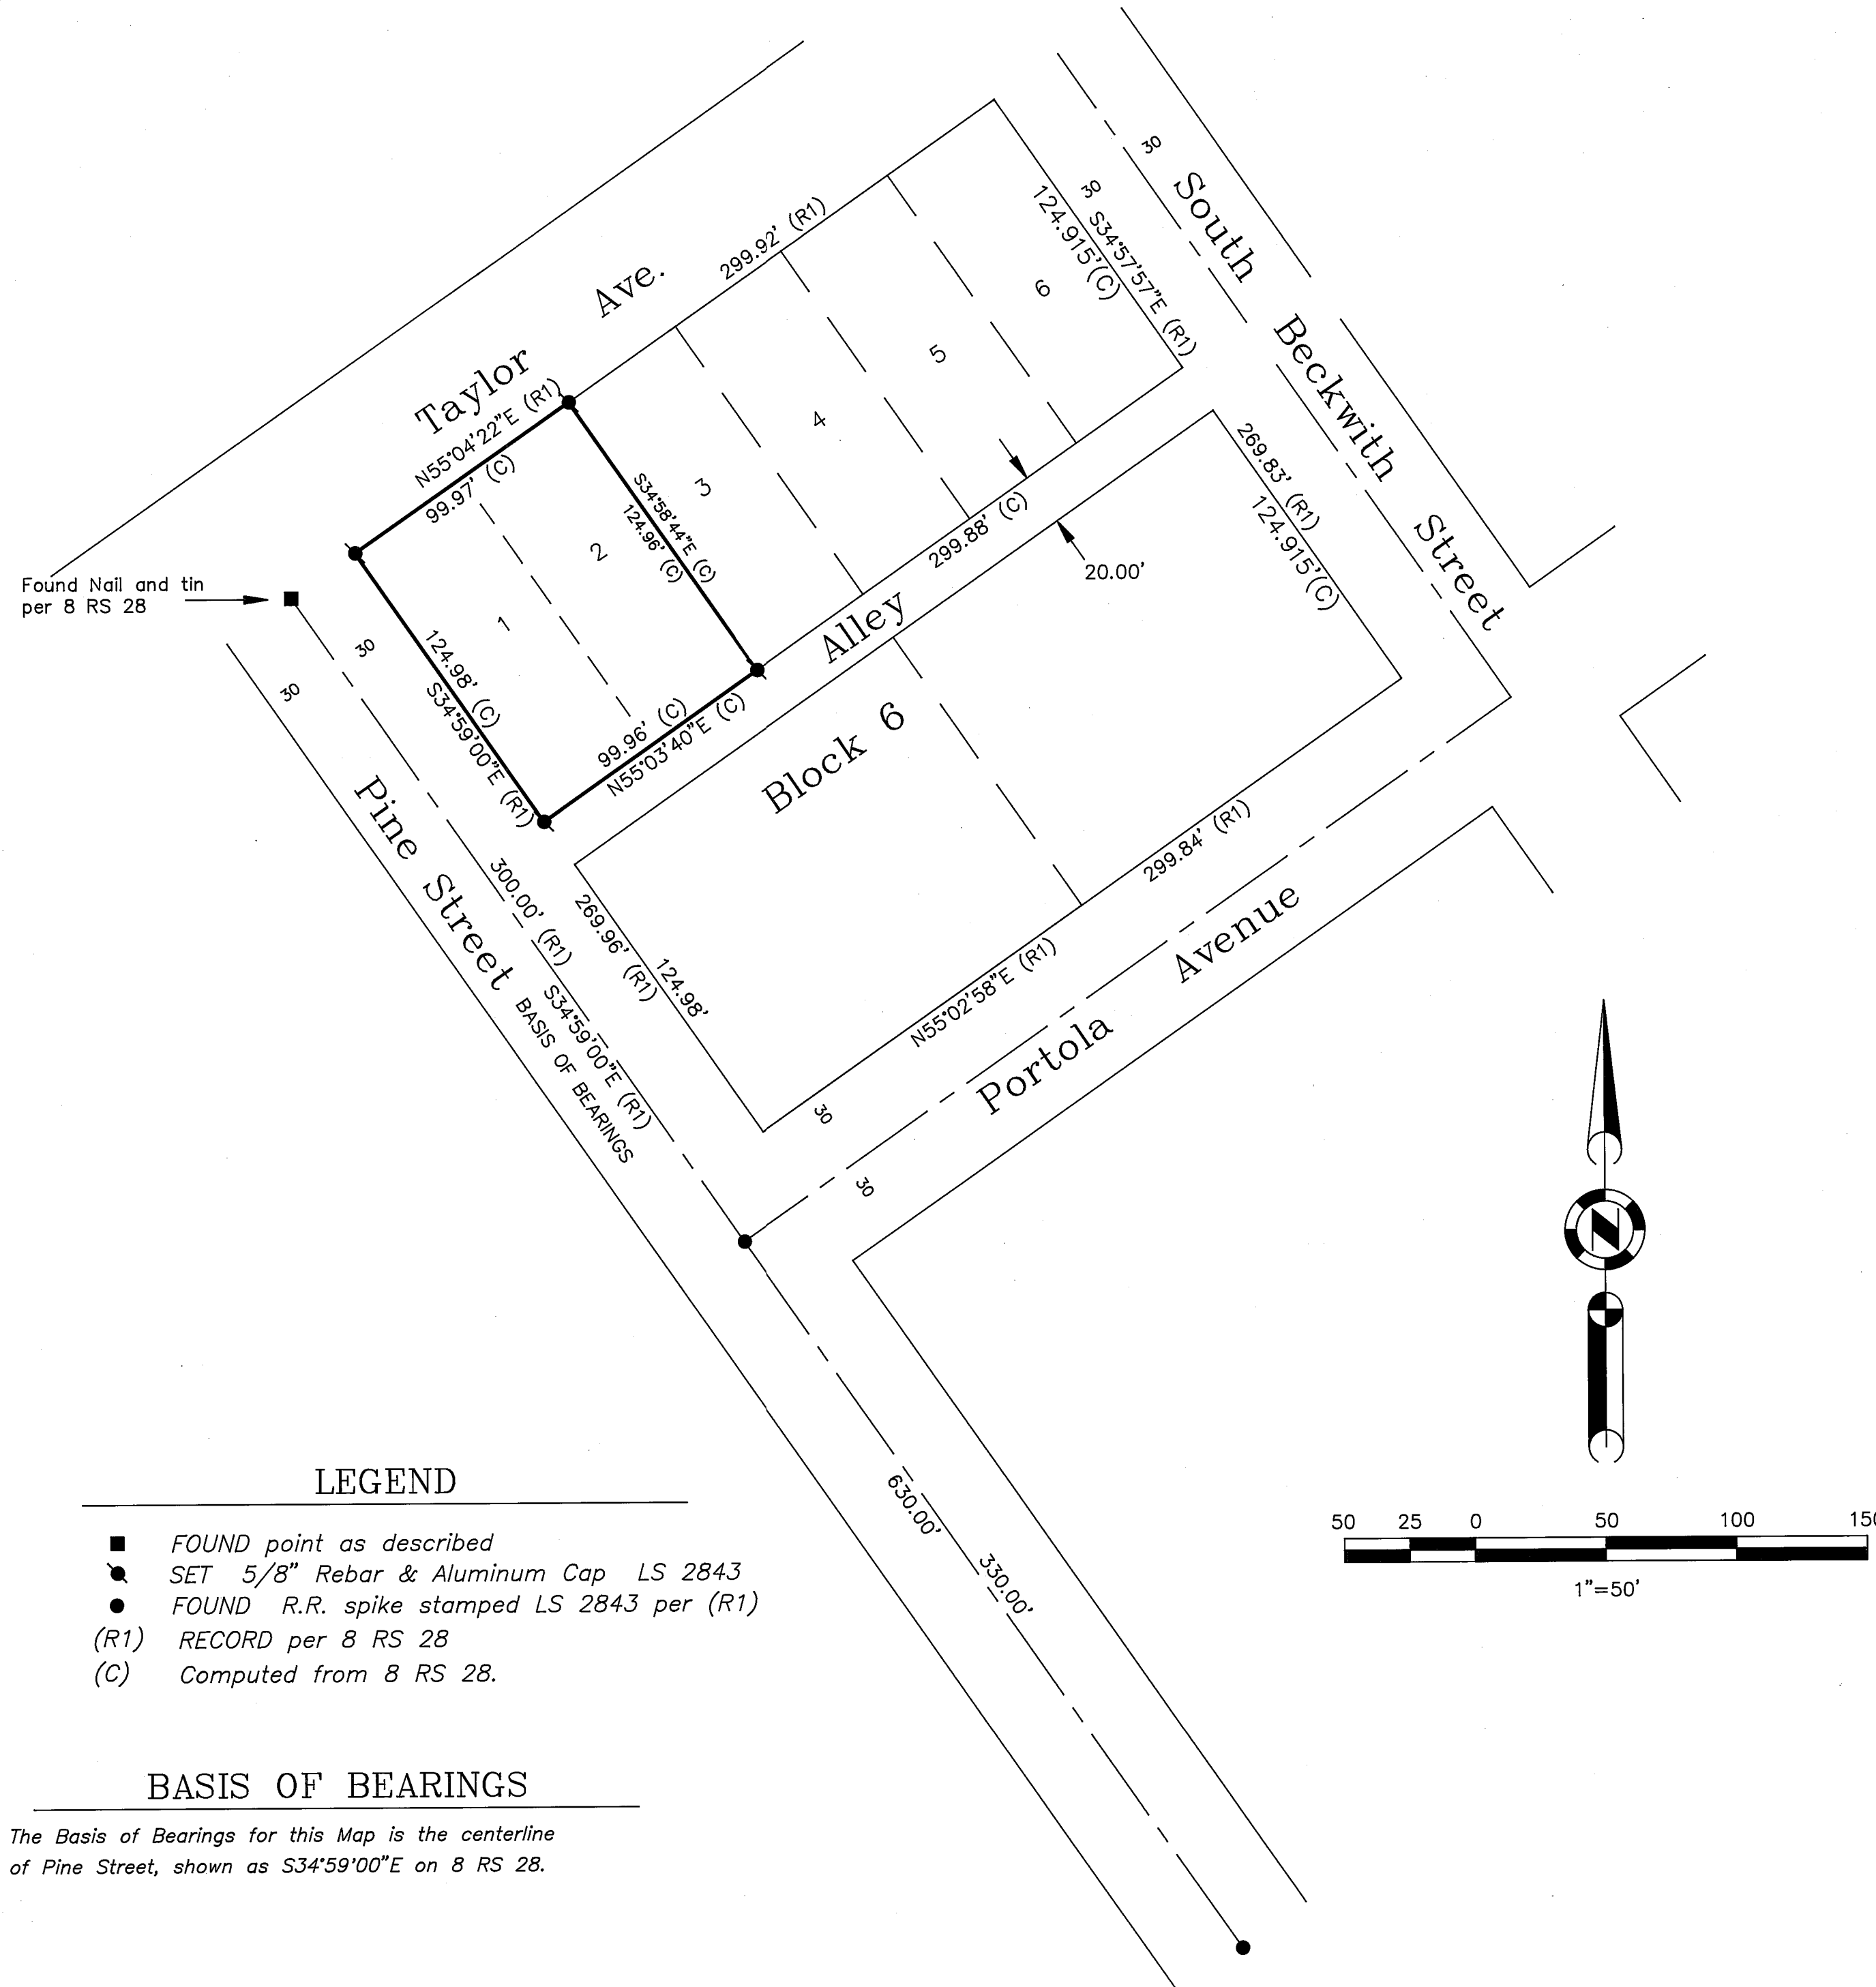 South
Beckwith
Street
30
30
S34°57'57"E (R1)
124.915'(C)
299.92' (R1)
Taylor
Ave.
N55°04'22"E (R1)
99.97' (C)
6
5
4
3
2
1
S34°58'44"E (C)
124.96' (C)
Found Nail and tin
per 8 RS 28
30
30
124.98' (C)
S34°59'00"E (R1)
99.96' (C)
N55°03'40"E (C)
299.88' (C)
Alley
20.00'
269.83' (R1)
124.915'(C)
Block 6
Pine Street
300.00' (R1)
S34°59'00"E (R1)
BASIS OF BEARINGS
269.96' (R1)
124.98'
299.84' (R1)
N55°02'58"E (R1)
Portola
Avenue
30
30
630.00'
330.00'
N
50 25 0 50 100 150
1"=50'
LEGEND
FOUND point as described
SET 5/8" Rebar & Aluminum Cap LS 2843
FOUND R.R. spike stamped LS 2843 per (R1)
(R1) RECORD per 8 RS 28
(C) Computed from 8 RS 28.
BASIS OF BEARINGS
The Basis of Bearings for this Map is the centerline
of Pine Street, shown as S34°59'00"E on 8 RS 28.